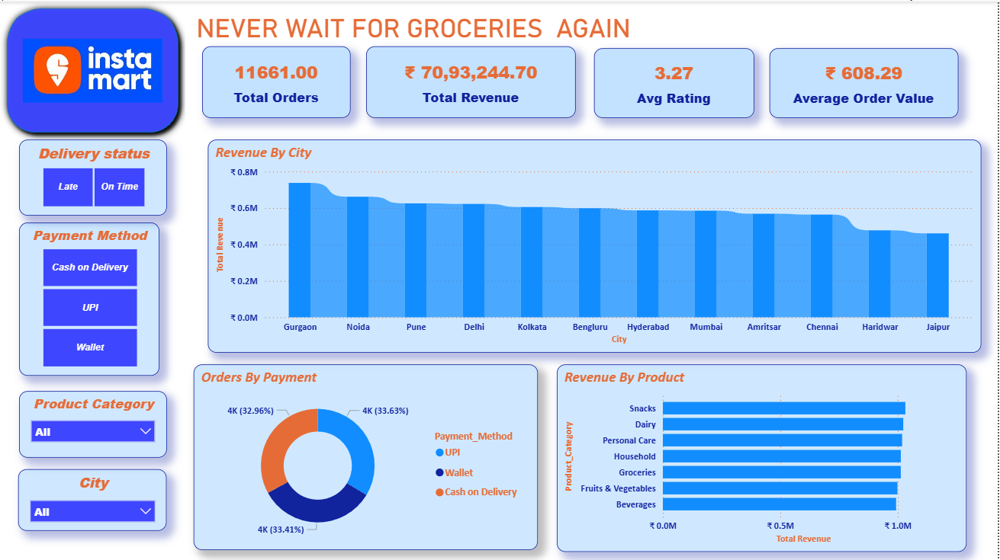 insta
mart
NEVER WAIT FOR GROCERIES AGAIN
11661.00
Total Orders
₹ 70,93,244.70
Total Revenue
3.27
Avg Rating
₹ 608.29
Average Order Value
Delivery status
Late
On Time
Payment Method
Cash on Delivery
UPI
Wallet
Product Category
All
City
All
Revenue By City
₹ 0.8M
₹ 0.6M
₹ 0.4M
₹ 0.2M
₹ 0.0M
Total Revenue
Gurgaon
Noida
Pune
Delhi
Kolkata
Bengluru
Hyderabad
Mumbai
Amritsar
Chennai
Haridwar
Jaipur
City
Orders By Payment
4K (32.96%)
4K (33.63%)
4K (33.41%)
Payment_Method
UPI
Wallet
Cash on Delivery
Revenue By Product
Product_Category
Snacks
Dairy
Personal Care
Household
Groceries
Fruits & Vegetables
Beverages
₹ 0.0M
₹ 0.5M
₹ 1.0M
Total Revenue